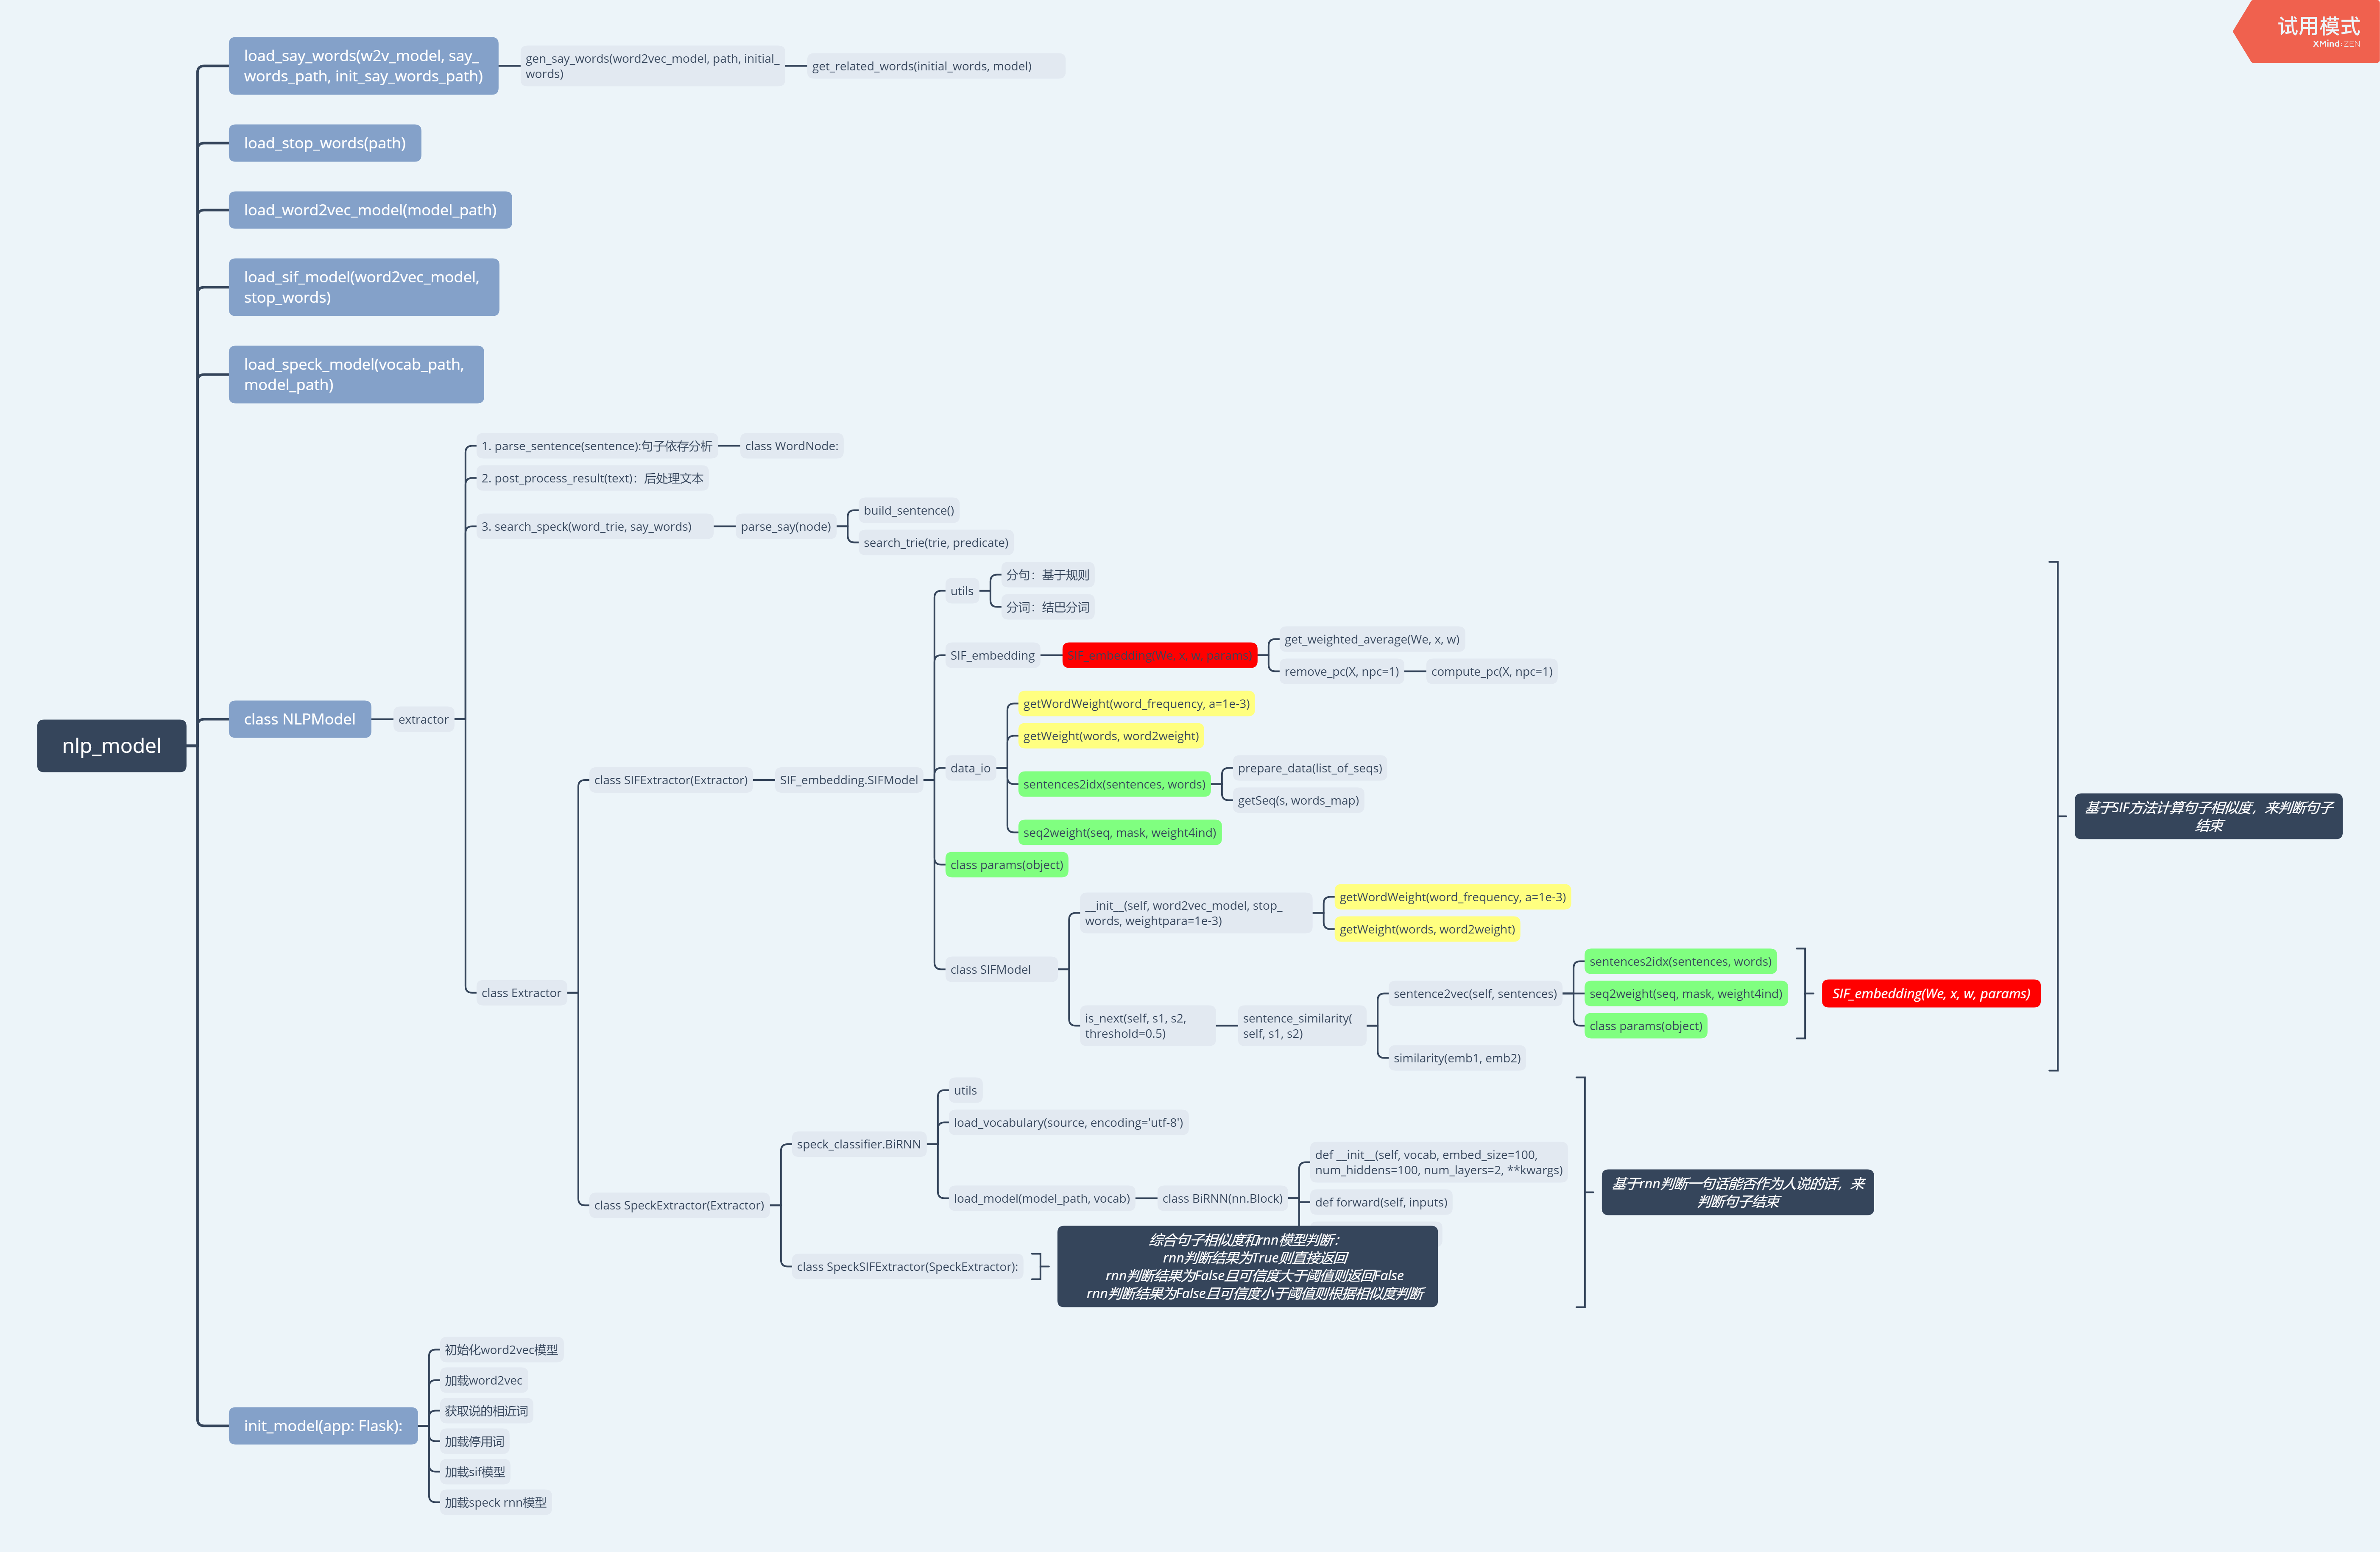 试用模式
XMind:ZEN
load_say_words(w2v_model, say_
words_path, init_say_words_path)
gen_say_words(word2vec_model, path, initial_
words)
get_related_words(initial_words, model)
load_stop_words(path)
load_word2vec_model(model_path)
load_sif_model(word2vec_model,
stop_words)
load_speck_model(vocab_path,
model_path)
1. parse_sentence(sentence):句子依存分析
class WordNode:
2. post_process_result(text)：后处理文本
3. search_speck(word_trie, say_words)
parse_say(node)
build_sentence()
search_trie(trie, predicate)
nlp_model
class NLPModel
extractor
class Extractor
class SIFExtractor(Extractor)
SIF_embedding.SIFModel
utils
分句：基于规则
分词：结巴分词
SIF_embedding
SIF_embedding(We, x, w, params)
get_weighted_average(We, x, w)
remove_pc(X, npc=1)
compute_pc(X, npc=1)
data_io
getWordWeight(word_frequency, a=1e-3)
getWeight(words, word2weight)
sentences2idx(sentences, words)
prepare_data(list_of_seqs)
getSeq(s, words_map)
seq2weight(seq, mask, weight4ind)
class params(object)
class SIFModel
__init__(self, word2vec_model, stop_
words, weightpara=1e-3)
getWordWeight(word_frequency, a=1e-3)
getWeight(words, word2weight)
is_next(self, s1, s2,
threshold=0.5)
sentence_similarity(
self, s1, s2)
sentence2vec(self, sentences)
sentences2idx(sentences, words)
seq2weight(seq, mask, weight4ind)
class params(object)
SIF_embedding(We, x, w, params)
similarity(emb1, emb2)
基于SIF方法计算句子相似度，来判断句子
结束
class SpeckExtractor(Extractor)
speck_classifier.BiRNN
utils
load_vocabulary(source, encoding='utf-8')
load_model(model_path, vocab)
class BiRNN(nn.Block)
def __init__(self, vocab, embed_size=100,
num_hiddens=100, num_layers=2, **kwargs)
def forward(self, inputs)
基于rnn判断一句话能否作为人说的话，来
判断句子结束
class SpeckSIFExtractor(SpeckExtractor):
综合句子相似度和rnn模型判断：
rnn判断结果为True则直接返回
rnn判断结果为False且可信度大于阈值则返回False
rnn判断结果为False且可信度小于阈值则根据相似度判断
init_model(app: Flask):
初始化word2vec模型
加载word2vec
获取说的相近词
加载停用词
加载sif模型
加载speck rnn模型